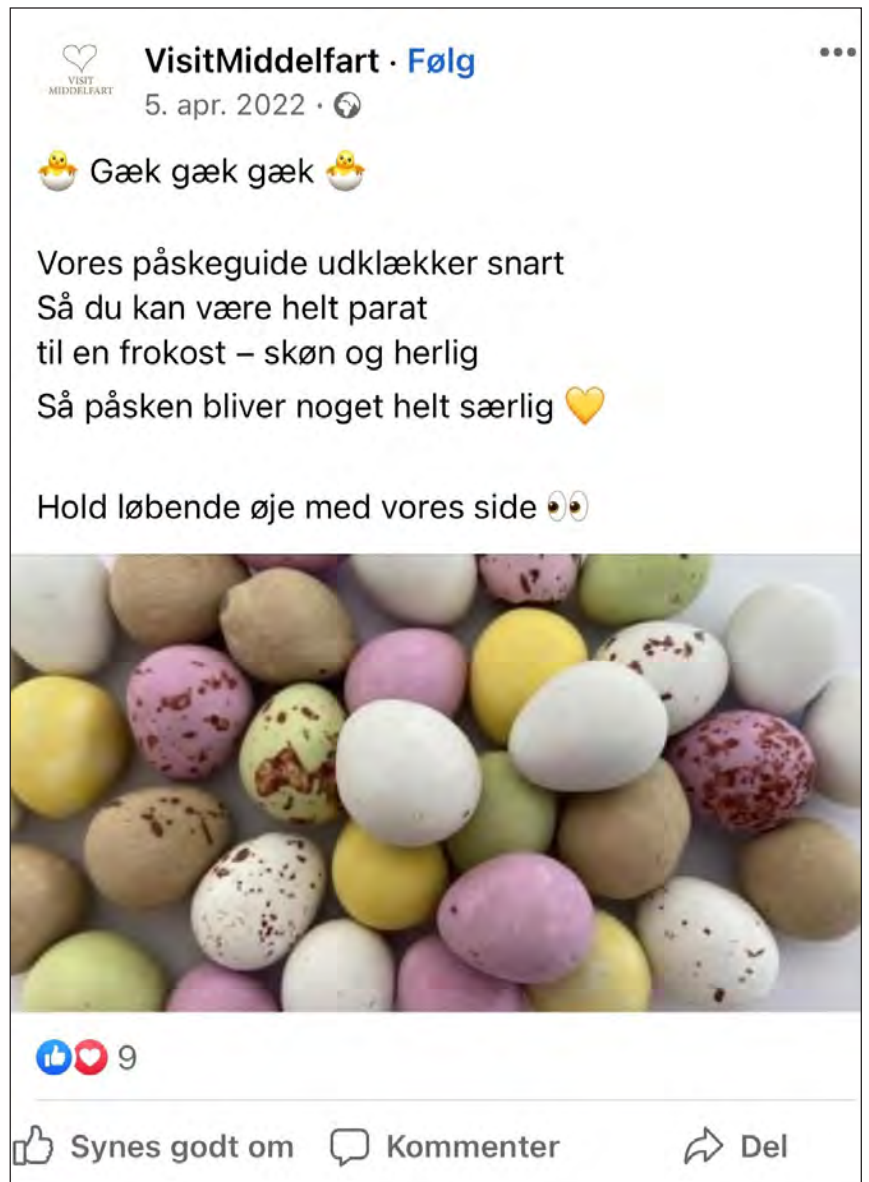 VISIT
MIDDELFART
VisitMiddelfart · Følg
5. apr. 2022 ·
🐣 Gæk gæk gæk 🐣
Vores påskeguide udklækker snart
Så du kan være helt parat
til en frokost – skøn og herlig
Så påsken bliver noget helt særlig 💛
Hold løbende øje med vores side 👀
9
Synes godt om
Kommenter
Del